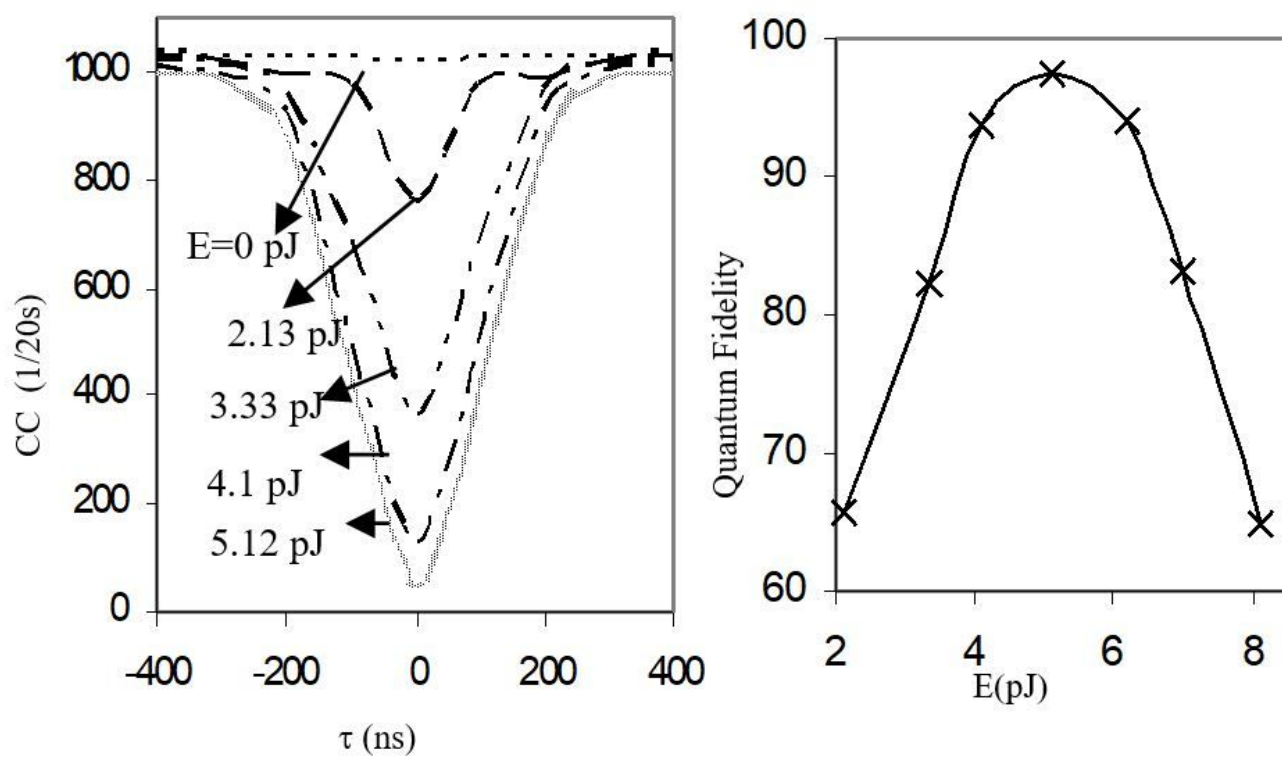 CC (1/20s)
1000
800
600
400
200
0
-400
-200
0
200
400
τ (ns)
E=0 pJ
2.13 pJ
3.33 pJ
4.1 pJ
5.12 pJ
Quantum Fidelity
100
90
80
70
60
2
4
6
8
E(pJ)